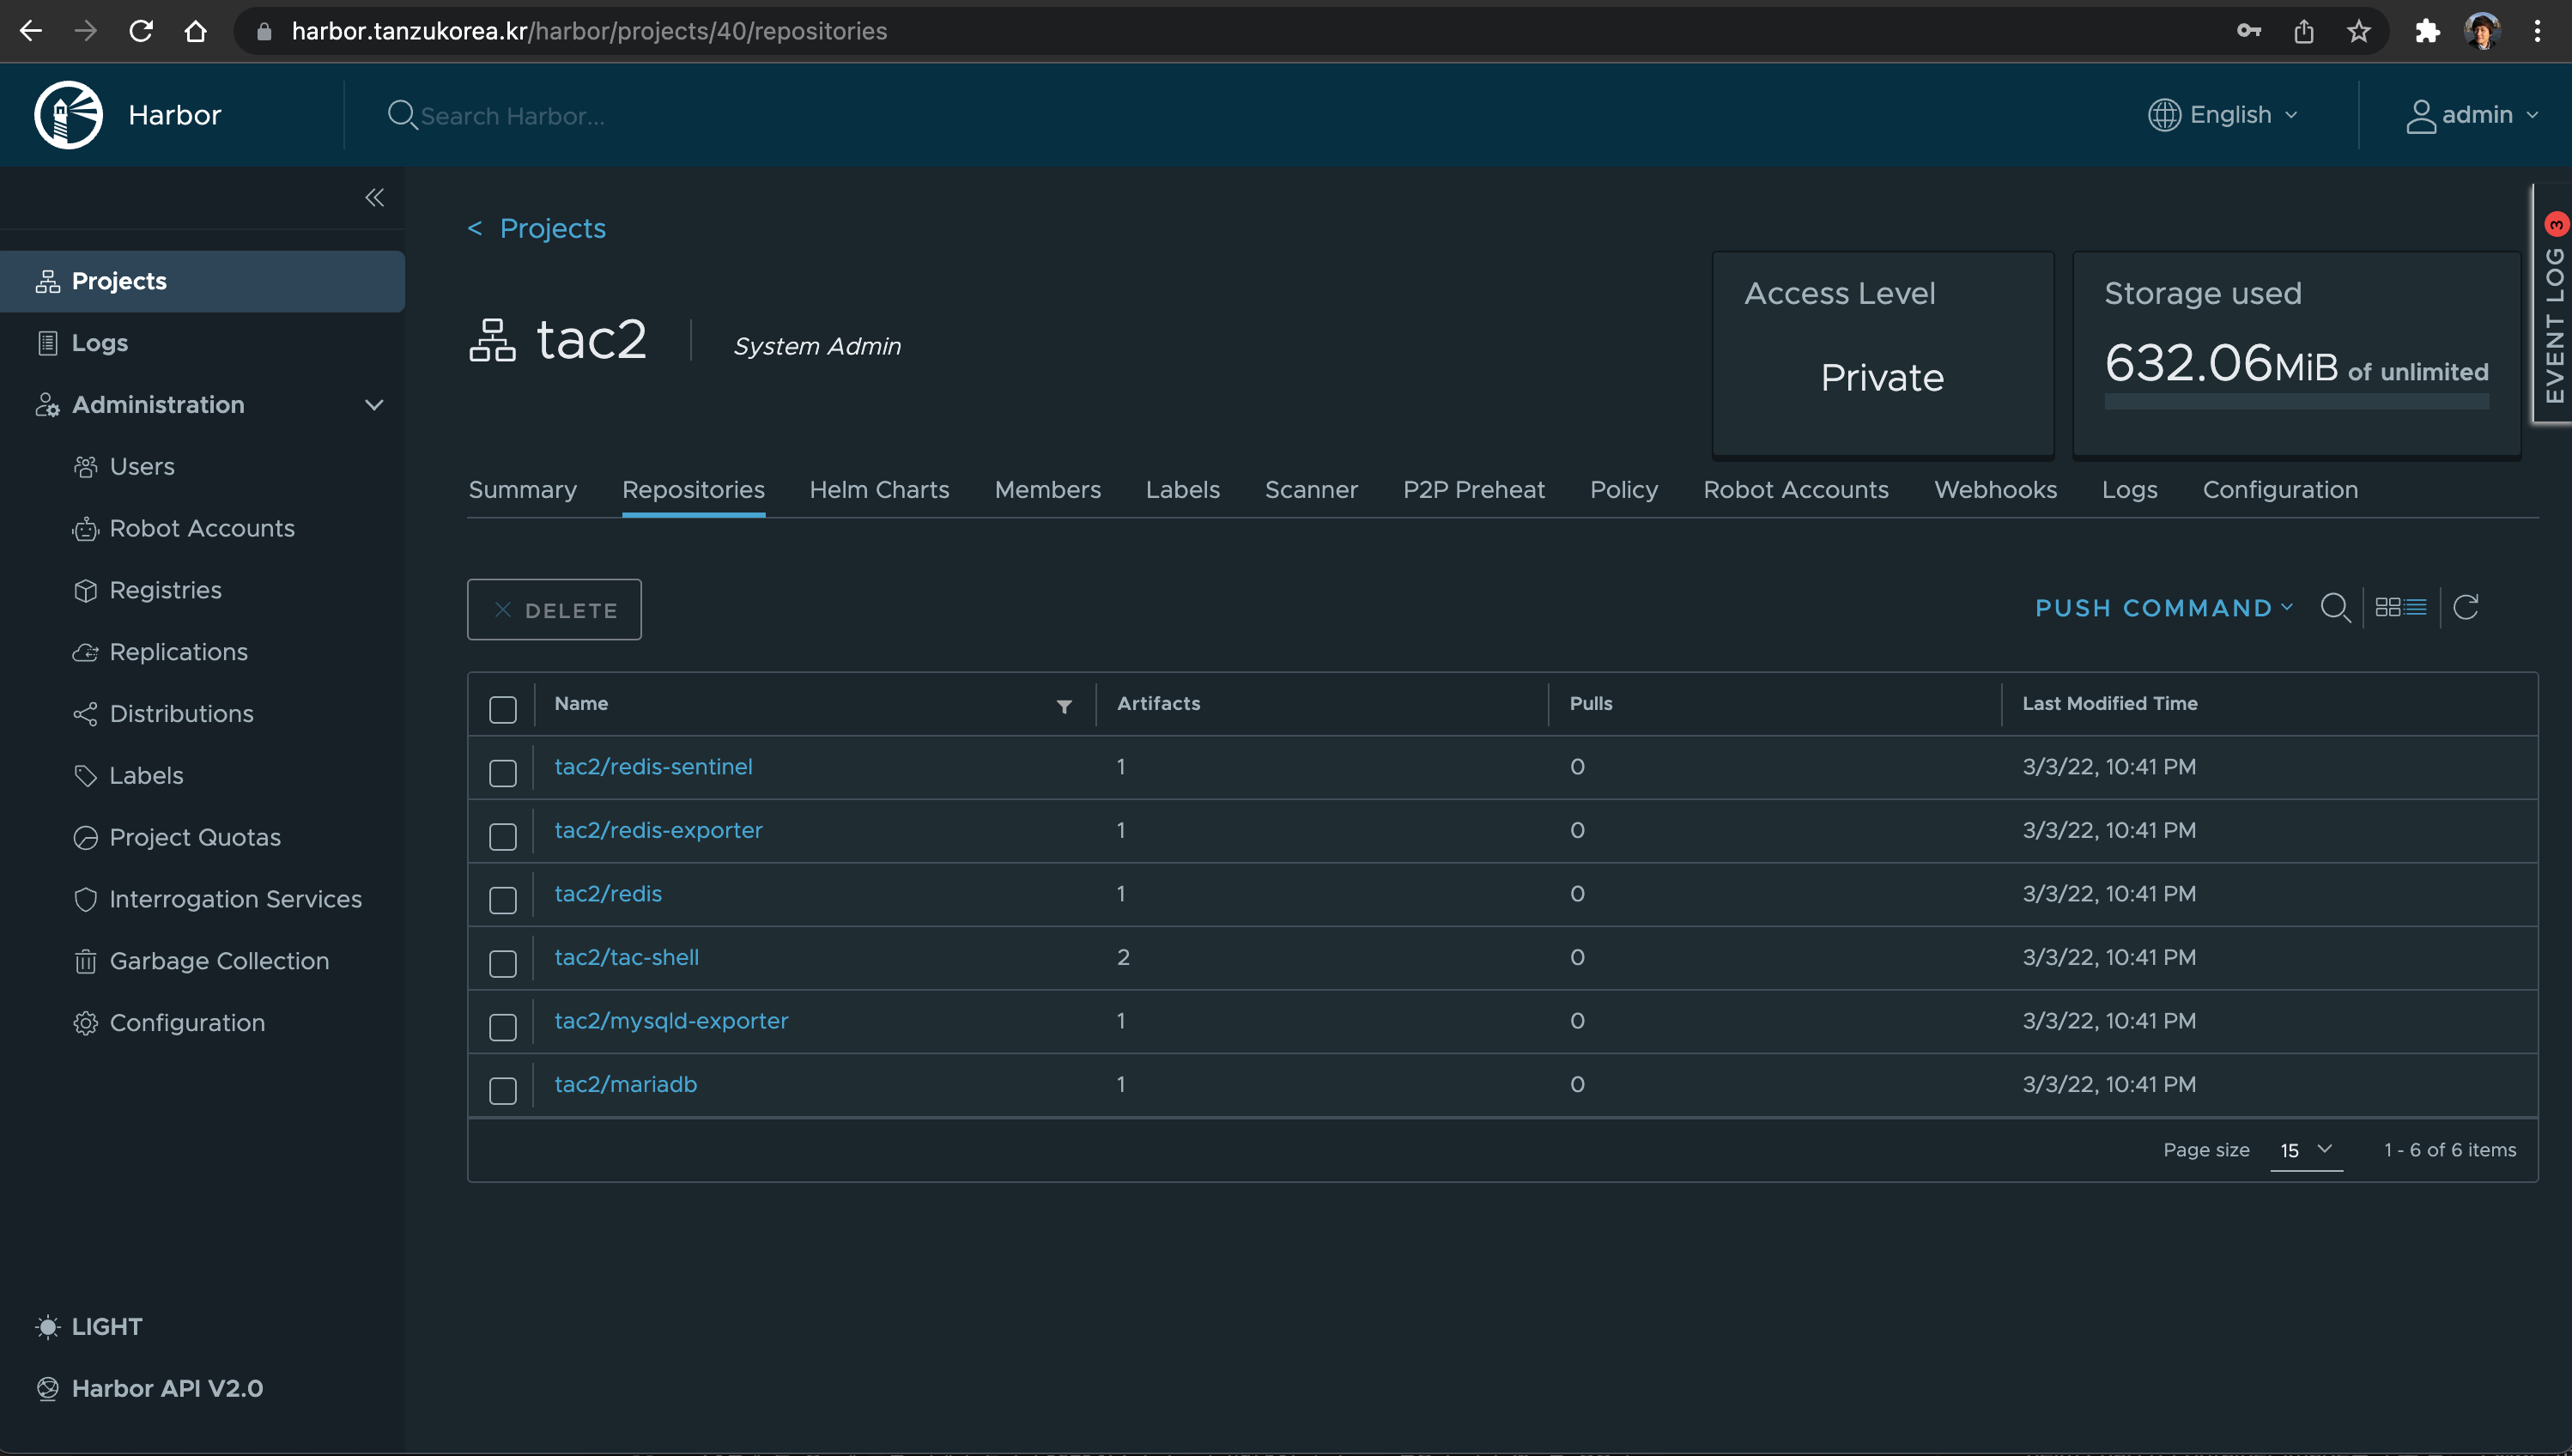 harbor.tanzukorea.kr/harbor/projects/40/repositories
Harbor
Search Harbor...
English
admin
Projects
Logs
Administration
Users
Robot Accounts
Registries
Replications
Distributions
Labels
Project Quotas
Interrogation Services
Garbage Collection
Configuration
LIGHT
Harbor API V2.0
< Projects
tac2
System Admin
Access Level
Private
Storage used
632.06MiB of unlimited
EVENT LOG 3
Summary Repositories Helm Charts Members Labels Scanner P2P Preheat Policy Robot Accounts Webhooks Logs Configuration
DELETE
PUSH COMMAND
Name Artifacts Pulls Last Modified Time
tac2/redis-sentinel 1 0 3/3/22, 10:41 PM
tac2/redis-exporter 1 0 3/3/22, 10:41 PM
tac2/redis 1 0 3/3/22, 10:41 PM
tac2/tac-shell 2 0 3/3/22, 10:41 PM
tac2/mysqld-exporter 1 0 3/3/22, 10:41 PM
tac2/mariadb 1 0 3/3/22, 10:41 PM
Page size 15 1 - 6 of 6 items